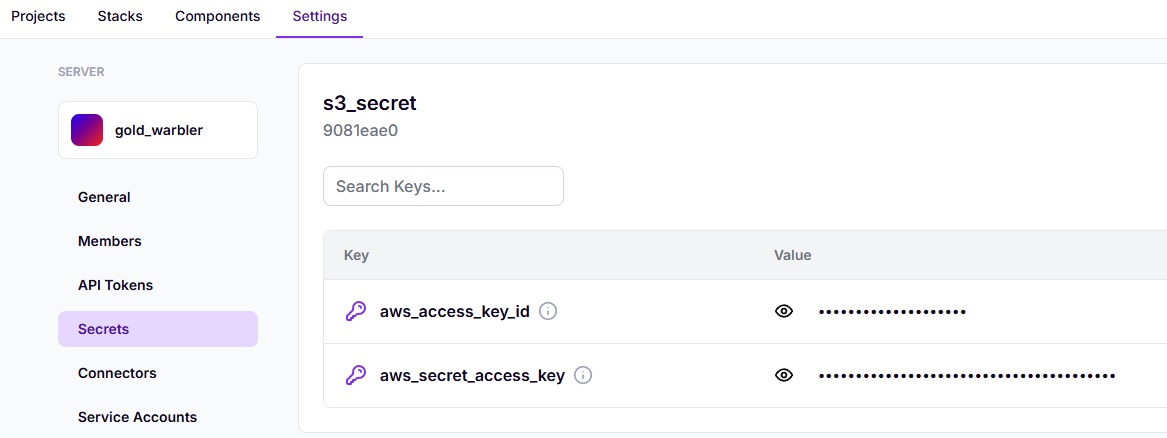 Projects Stacks Components Settings
SERVER
gold_warbler
General
Members
API Tokens
Secrets
Connectors
Service Accounts
s3_secret
9081eae0
Search Keys...
Key Value
aws_access_key_id ••••••••••••••••••••
aws_secret_access_key ••••••••••••••••••••••••••••••••••••••••